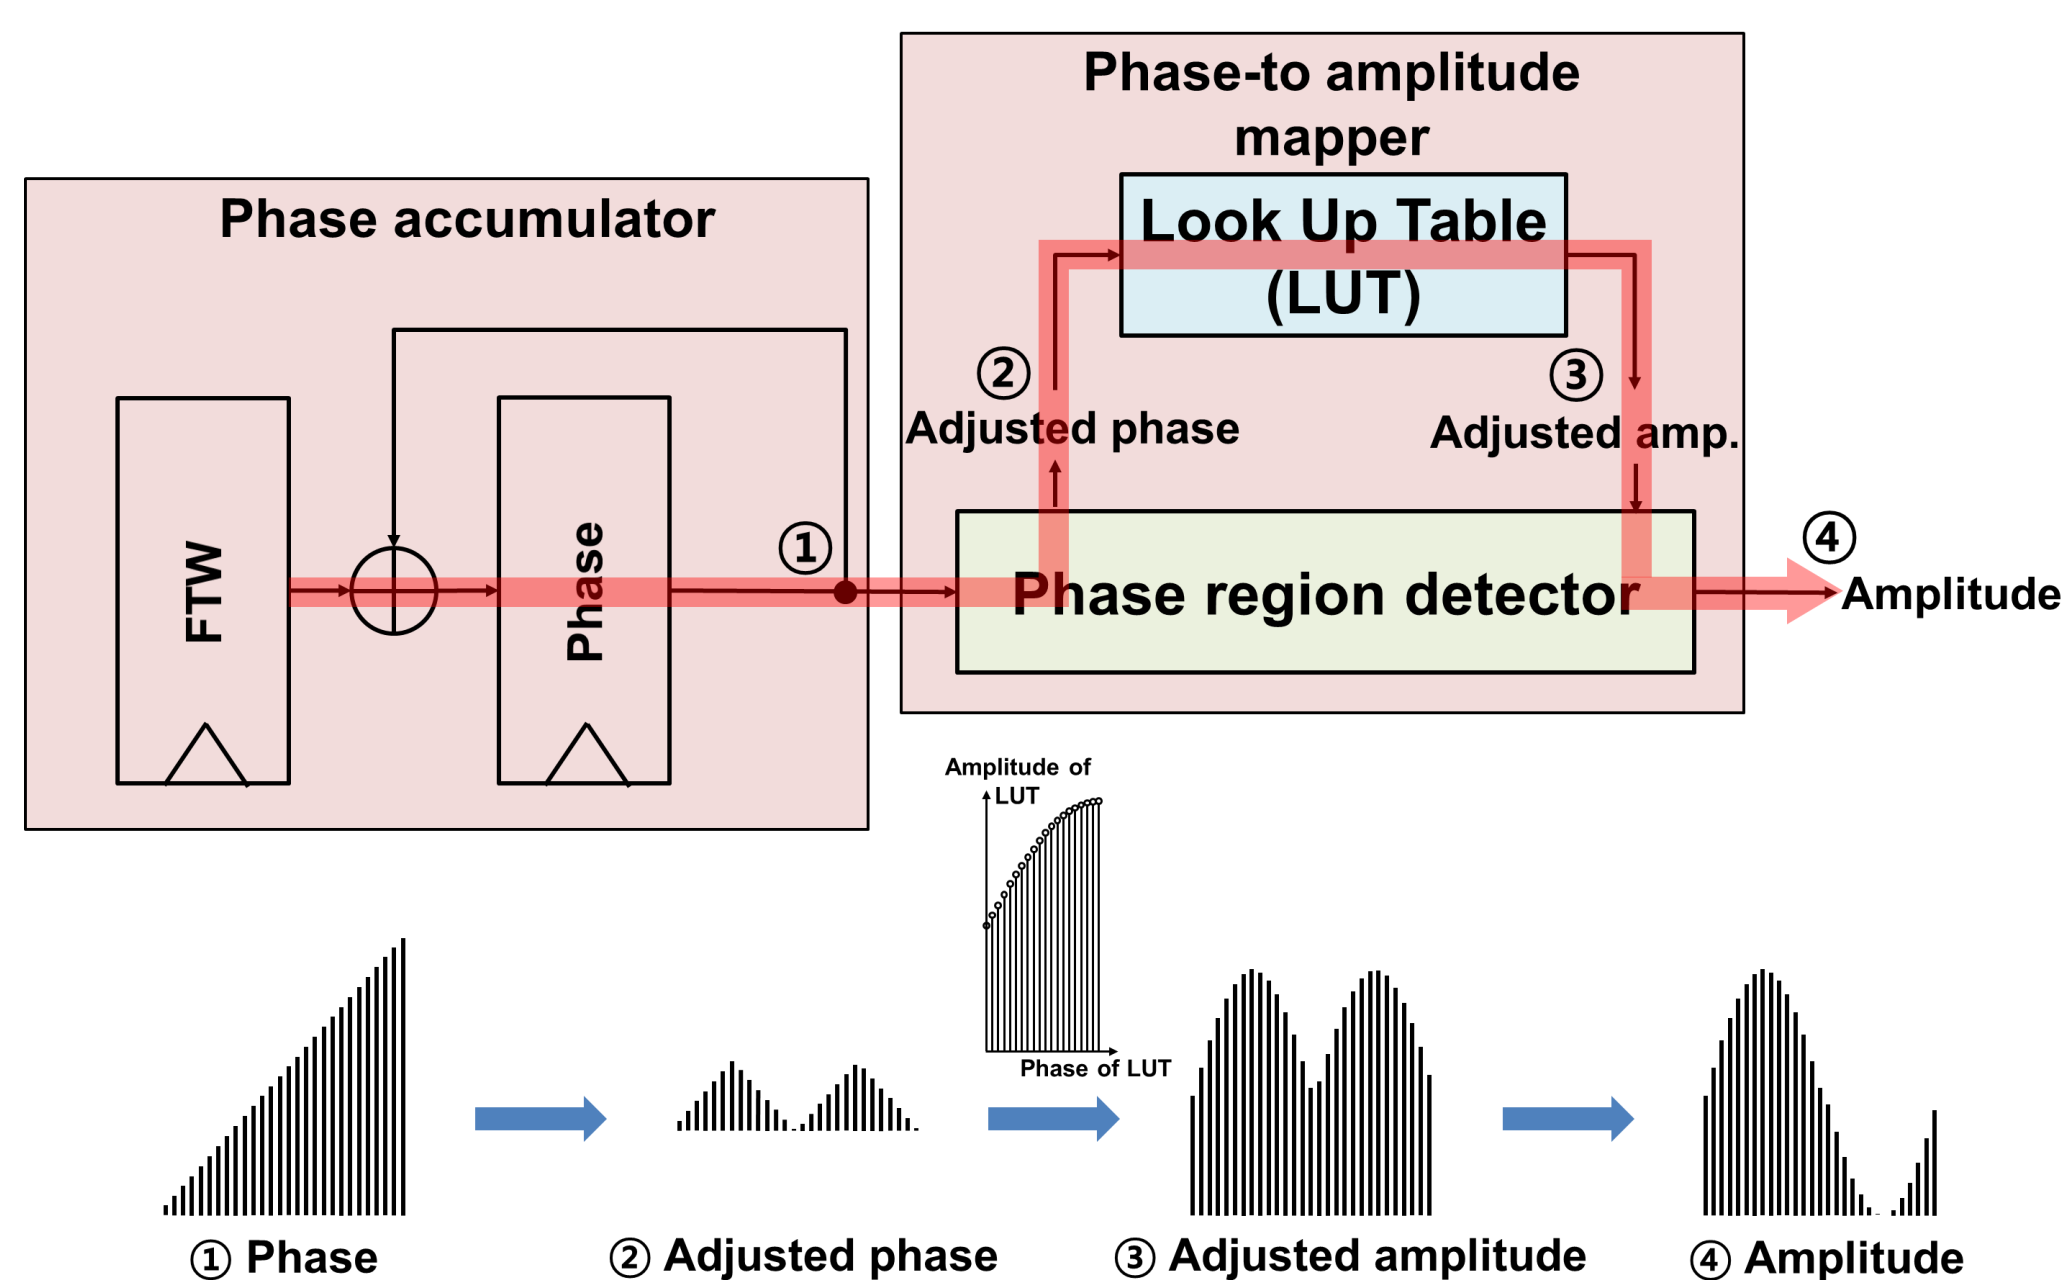 Phase-to amplitude
mapper
Look Up Table
(LUT)
Phase accumulator
②
③
Adjusted phase
Adjusted amp.
FTW
Phase
①
Phase region detector
④
Amplitude
Amplitude of
LUT
Phase of LUT
① Phase
② Adjusted phase
③ Adjusted amplitude
④ Amplitude